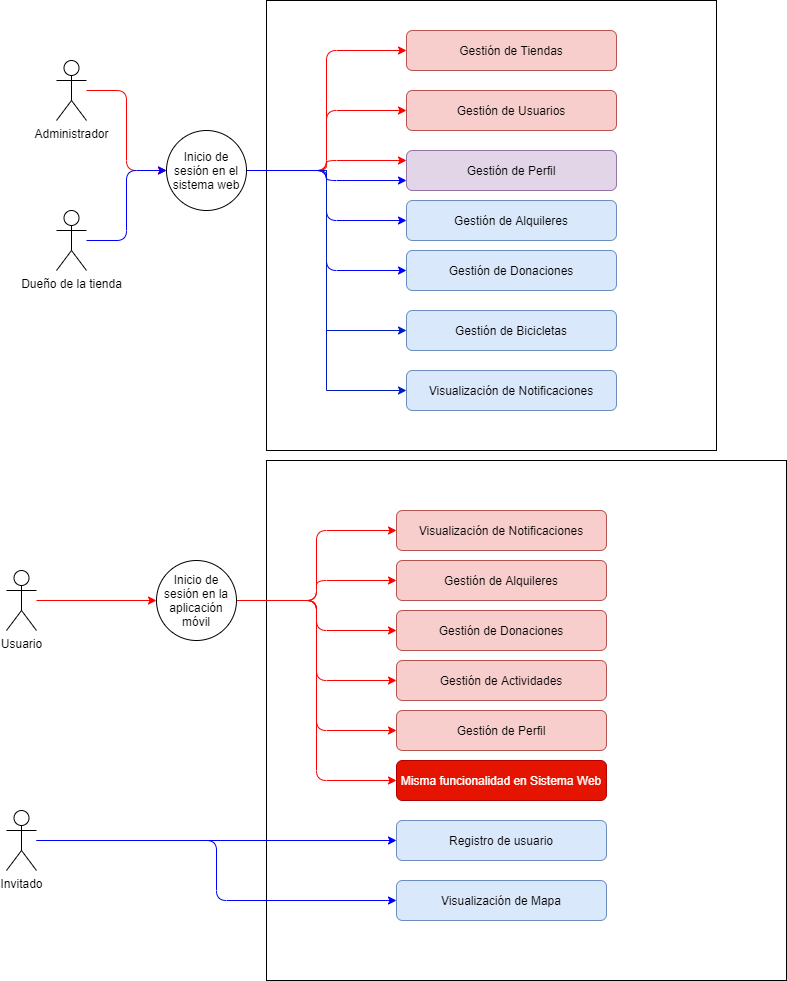 Gestión de Tiendas
Administrador
Gestión de Usuarios
Inicio de
sesión en el
sistema web
Gestión de Perfil
Gestión de Alquileres
Dueño de la tienda
Gestión de Donaciones
Gestión de Bicicletas
Visualización de Notificaciones
Visualización de Notificaciones
Usuario
Inicio de
sesión en la
aplicación
móvil
Gestión de Alquileres
Gestión de Donaciones
Gestión de Actividades
Gestión de Perfil
Misma funcionalidad en Sistema Web
Invitado
Registro de usuario
Visualización de Mapa